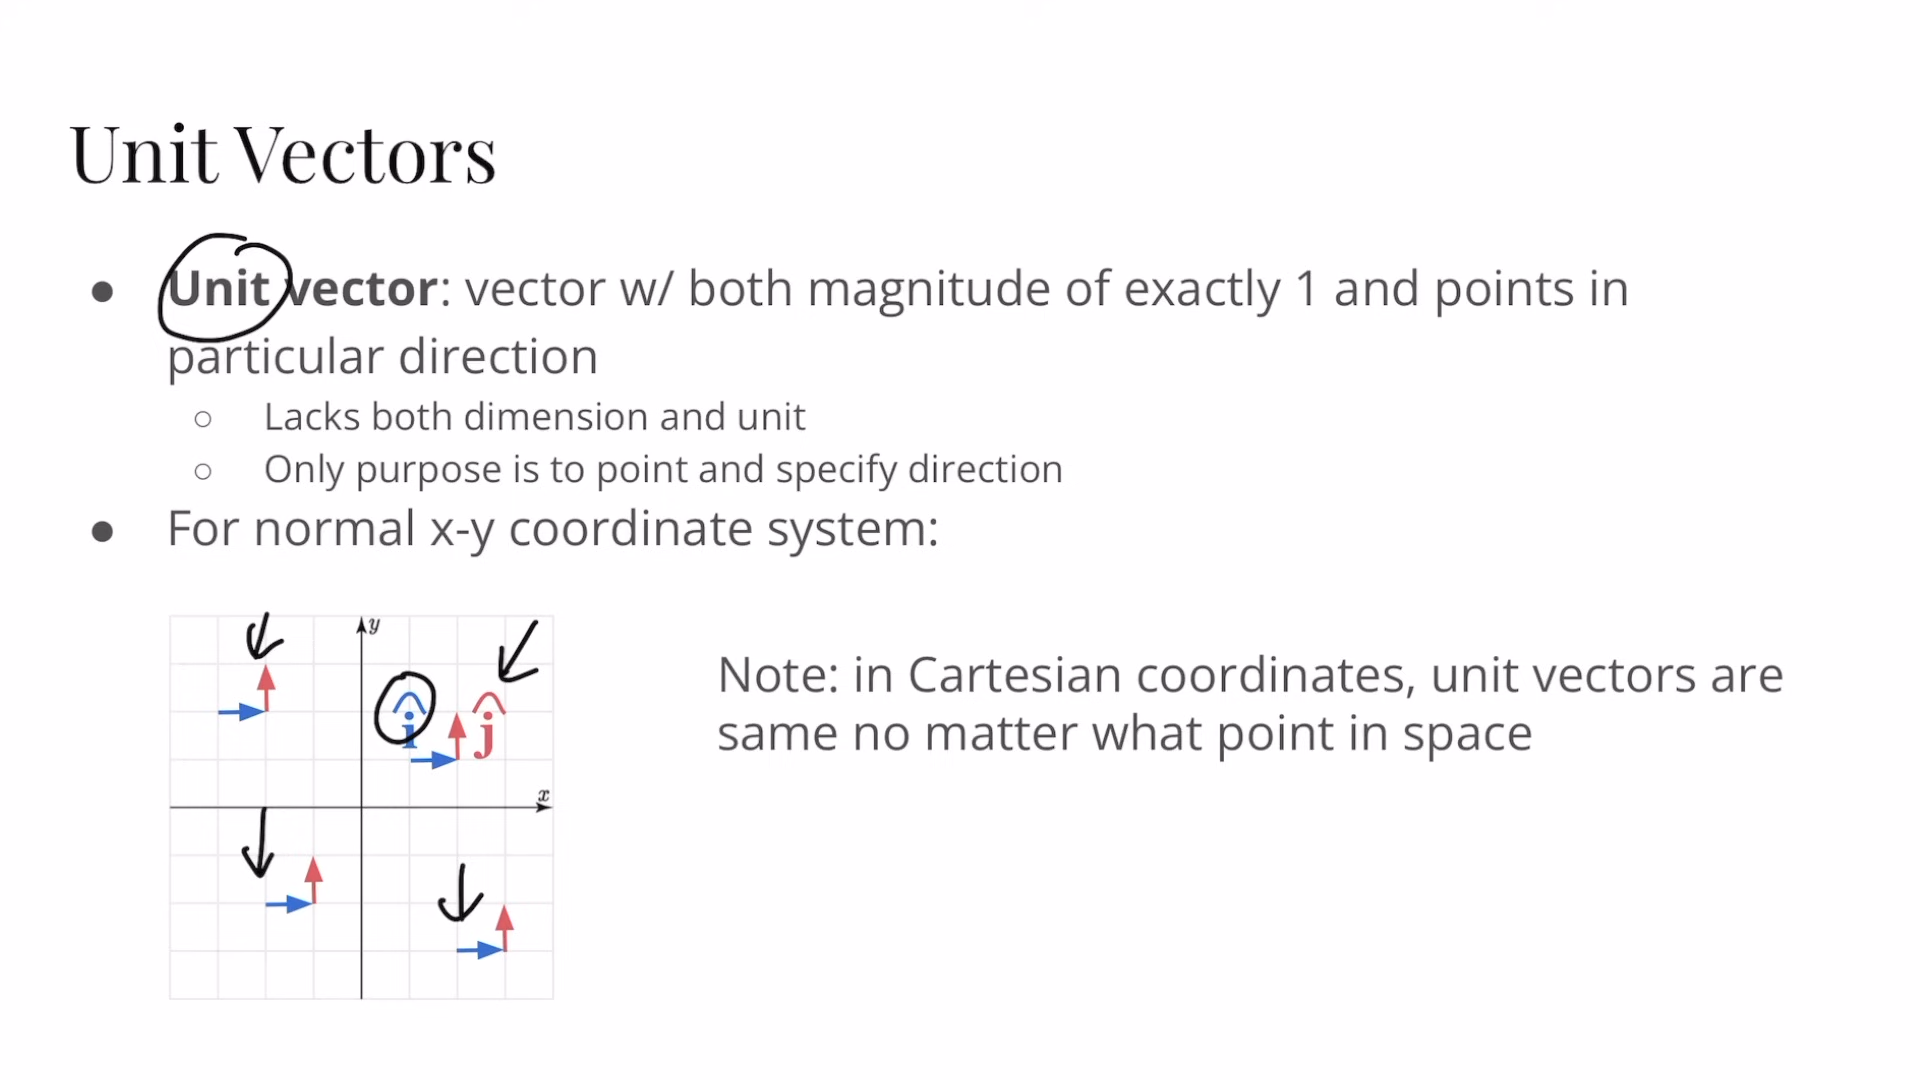 Unit Vectors
● Unit vector: vector w/ both magnitude of exactly 1 and points in
particular direction
○ Lacks both dimension and unit
○ Only purpose is to point and specify direction
● For normal x-y coordinate system:
y
î ĵ
x
Note: in Cartesian coordinates, unit vectors are
same no matter what point in space